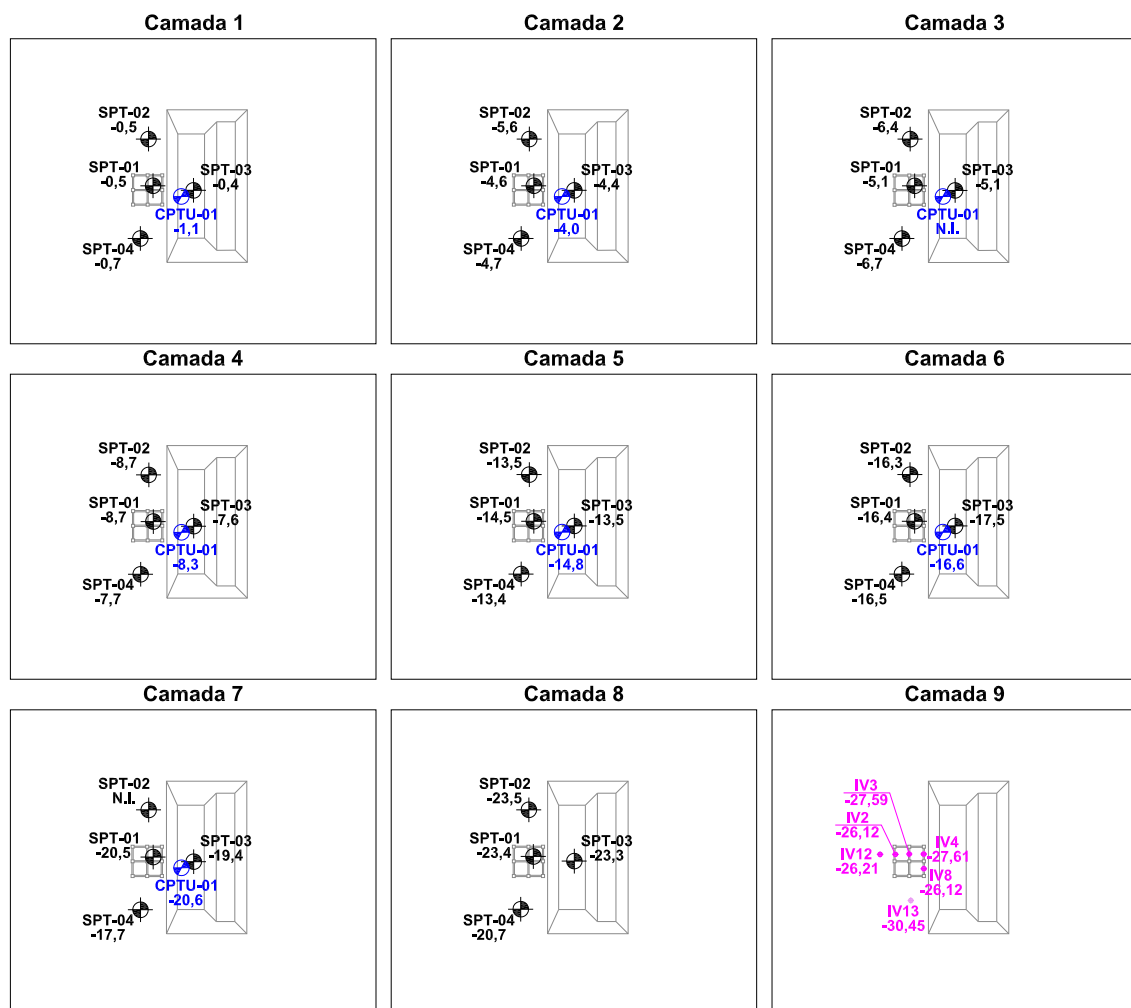 Camada 1
SPT-02
-0,5
SPT-01
-0,5
SPT-03
-0,4
CPTU-01
-1,1
SPT-04
-0,7
Camada 2
SPT-02
-5,6
SPT-01
-4,6
SPT-03
-4,4
CPTU-01
-4,0
SPT-04
-4,7
Camada 3
SPT-02
-6,4
SPT-01
-5,1
SPT-03
-5,1
CPTU-01
N.I.
SPT-04
-6,7
Camada 4
SPT-02
-8,7
SPT-01
-8,7
SPT-03
-7,6
CPTU-01
-8,3
SPT-04
-7,7
Camada 5
SPT-02
-13,5
SPT-01
-14,5
SPT-03
-13,5
CPTU-01
-14,8
SPT-04
-13,4
Camada 6
SPT-02
-16,3
SPT-01
-16,4
SPT-03
-17,5
CPTU-01
-16,6
SPT-04
-16,5
Camada 7
SPT-02
N.I.
SPT-01
-20,5
SPT-03
-19,4
CPTU-01
-20,6
SPT-04
-17,7
Camada 8
SPT-02
-23,5
SPT-01
-23,4
SPT-03
-23,3
SPT-04
-20,7
Camada 9
IV3
-27,59
IV2
-26,12
IV4
-27,61
IV12
-26,21
IV8
-26,12
IV13
-30,45